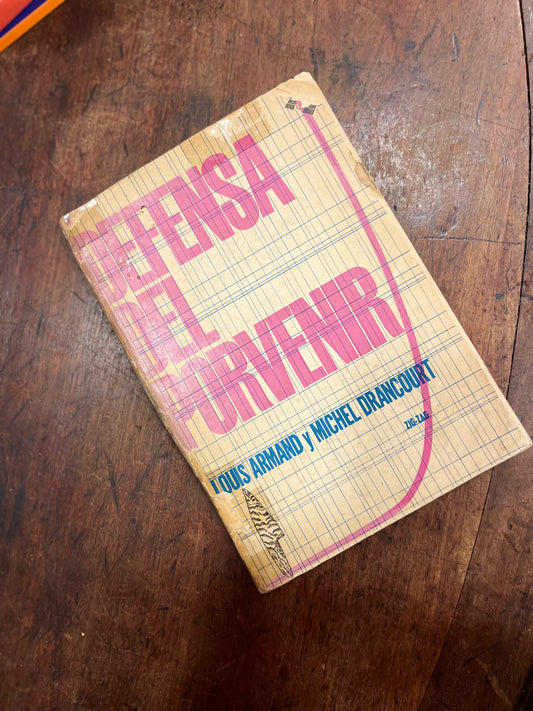 DEFENSA
DEL
PORVENIR
LOUIS ARMAND y MICHEL DRANCOURT
ZIG-ZAG